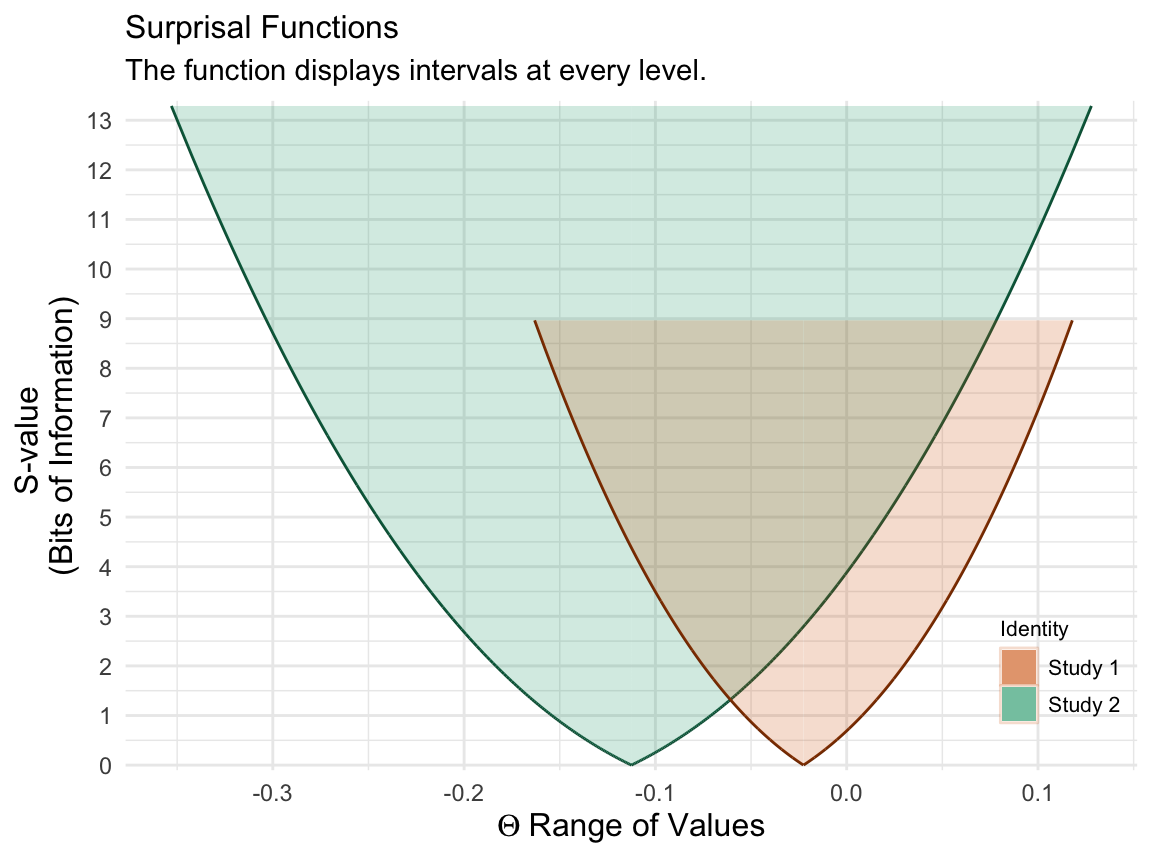 Surprisal Functions
The function displays intervals at every level.
13
12
11
10
9
8
7
6
5
4
3
2
1
0
S-value
(Bits of Information)
Identity
Study 1
Study 2
-0.3
-0.2
-0.1
0.0
0.1
Θ Range of Values